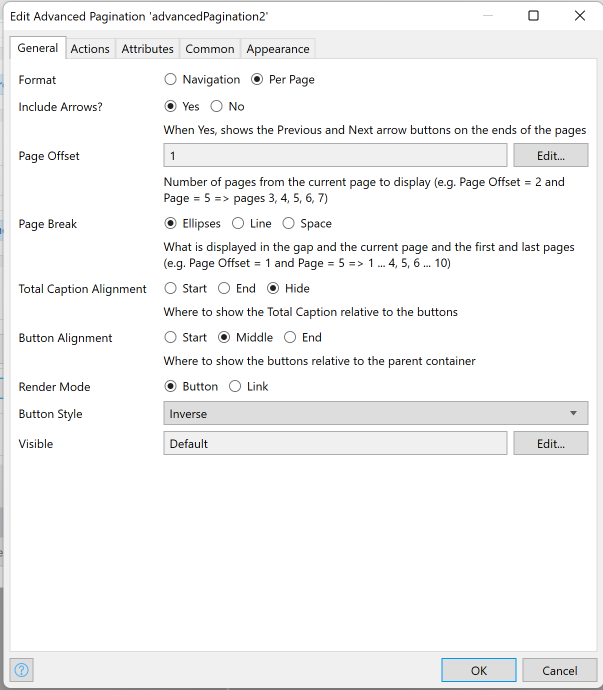 Edit Advanced Pagination 'advancedPagination2'
General Actions Attributes Common Appearance
Format Navigation Per Page
Include Arrows? Yes No
When Yes, shows the Previous and Next arrow buttons on the ends of the pages
Page Offset 1 Edit...
Number of pages from the current page to display (e.g. Page Offset = 2 and
Page = 5 => pages 3, 4, 5, 6, 7)
Page Break Ellipses Line Space
What is displayed in the gap and the current page and the first and last pages
(e.g. Page Offset = 1 and Page = 5 => 1 ... 4, 5, 6 ... 10)
Total Caption Alignment Start End Hide
Where to show the Total Caption relative to the buttons
Button Alignment Start Middle End
Where to show the buttons relative to the parent container
Render Mode Button Link
Button Style Inverse
Visible Default Edit...
? OK Cancel